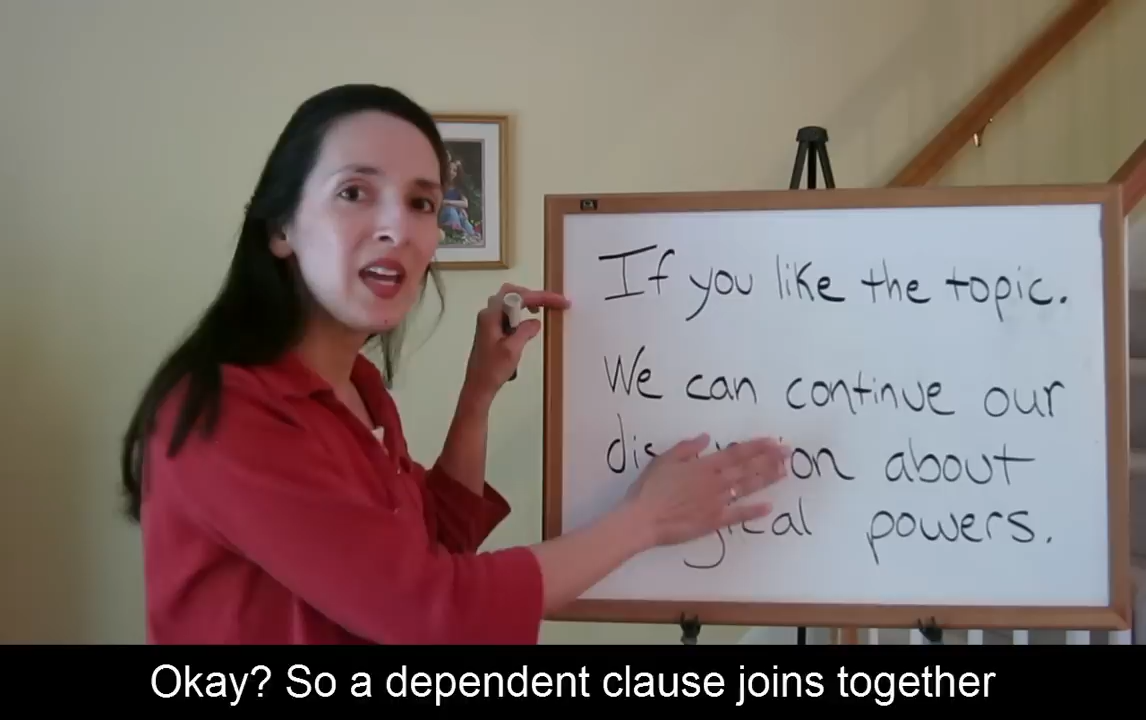 If you like the topic.
We can continue our
about
powers.
Okay? So a dependent clause joins together